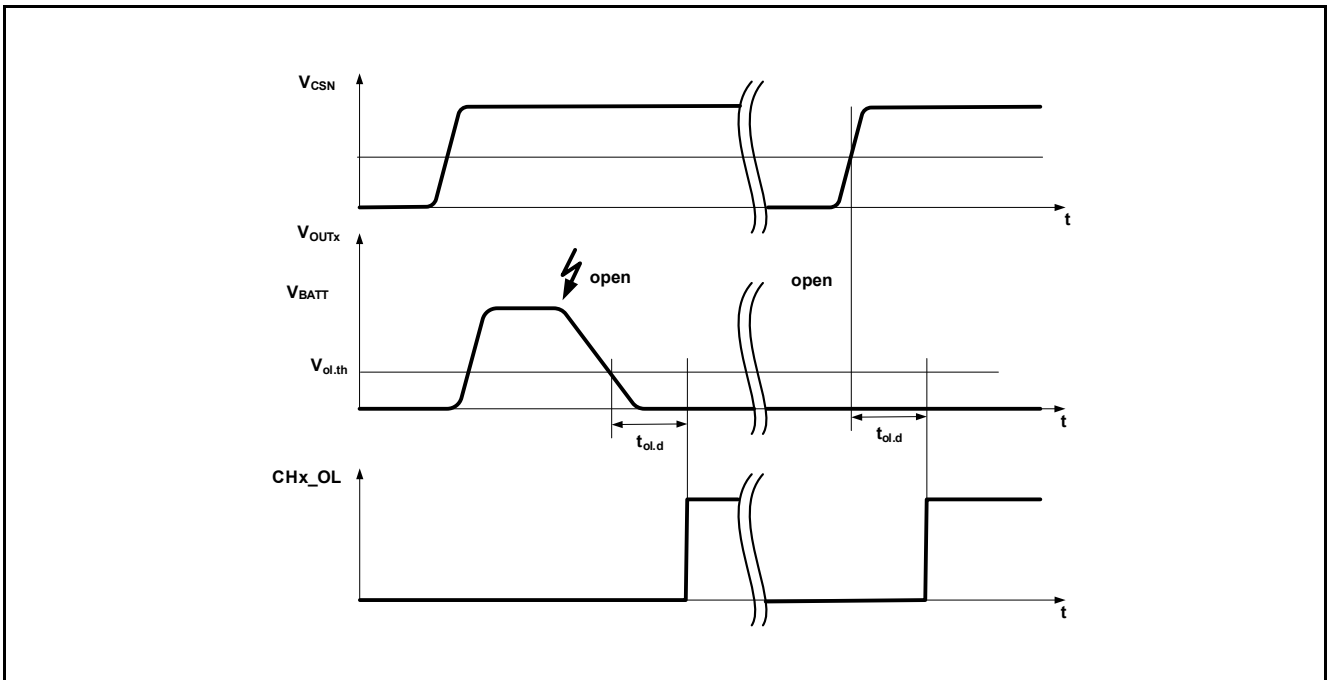 VCSN
t
VOUTx
open
open
VBATT
Vol.th
t
tol.d
tol.d
CHx_OL
t